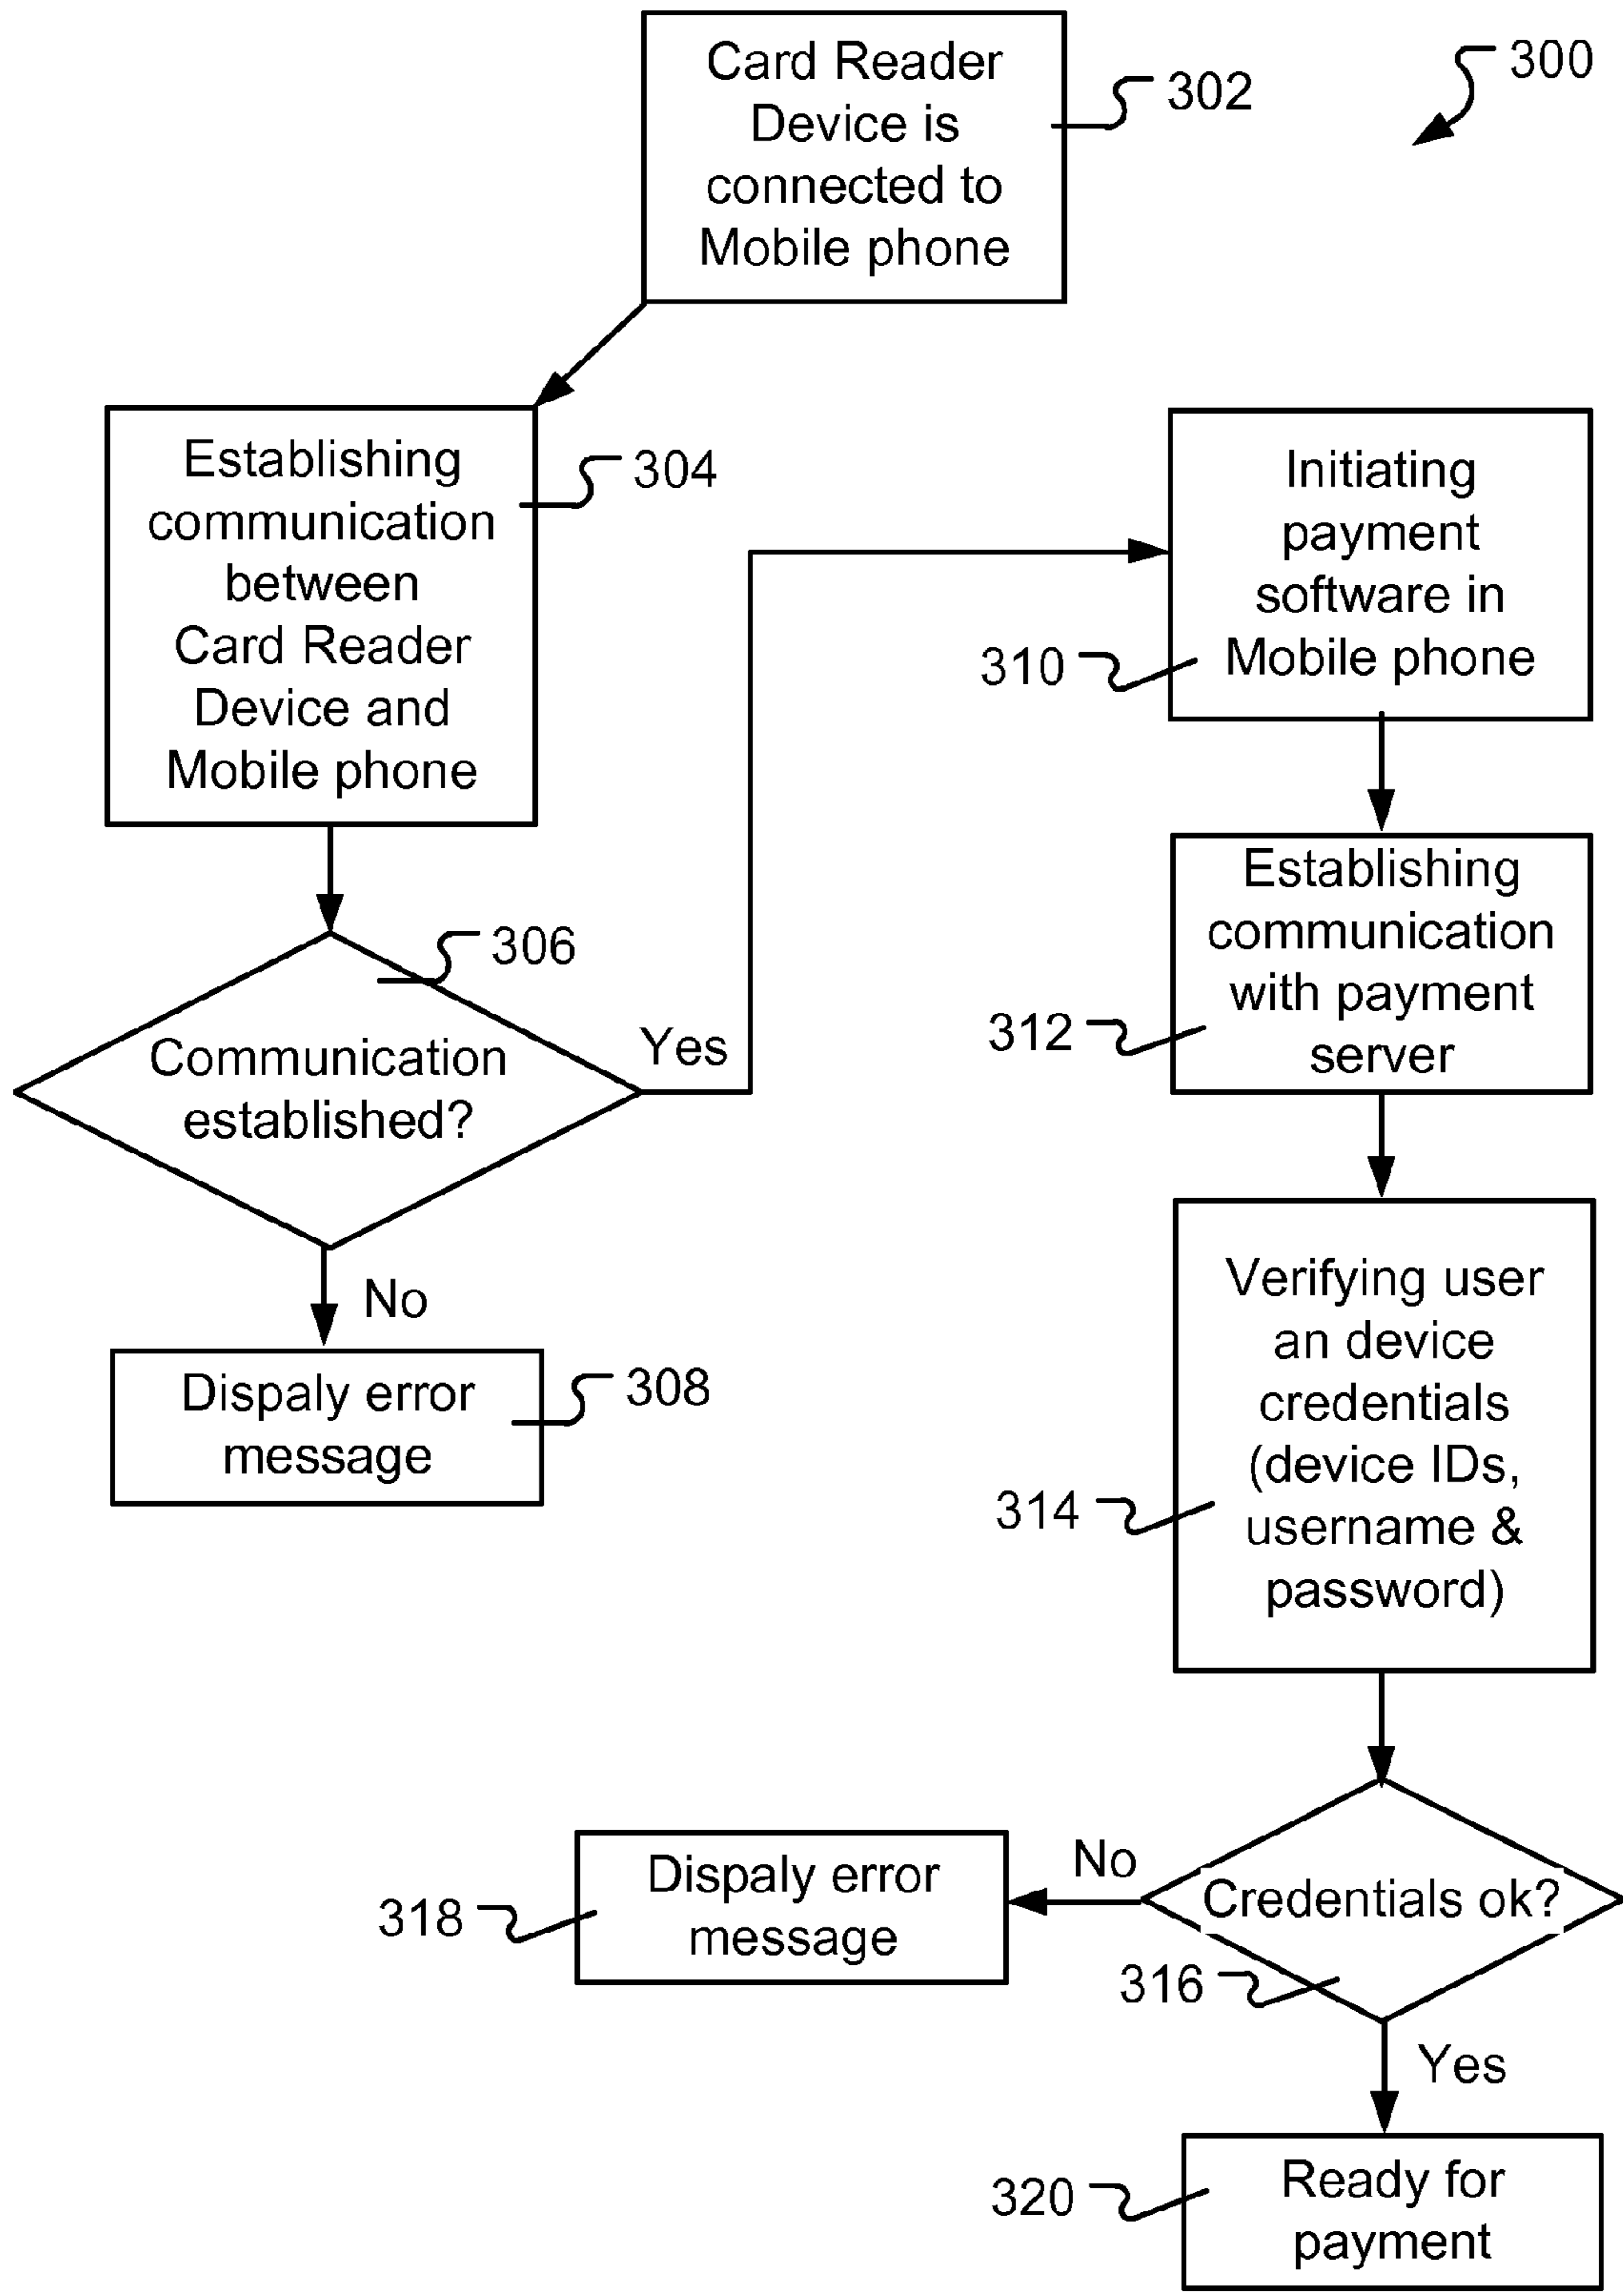 Card Reader
Device is
connected to
Mobile phone
302
300
Establishing
communication
between
Card Reader
Device and
Mobile phone
304
306
Communication
established?
Yes
No
Dispaly error
message
308
Initiating
payment
software in
Mobile phone
310
Establishing
communication
with payment
server
312
Verifying user
an device
credentials
(device IDs,
username &
password)
314
Credentials ok?
316
No
Dispaly error
message
318
Yes
Ready for
payment
320